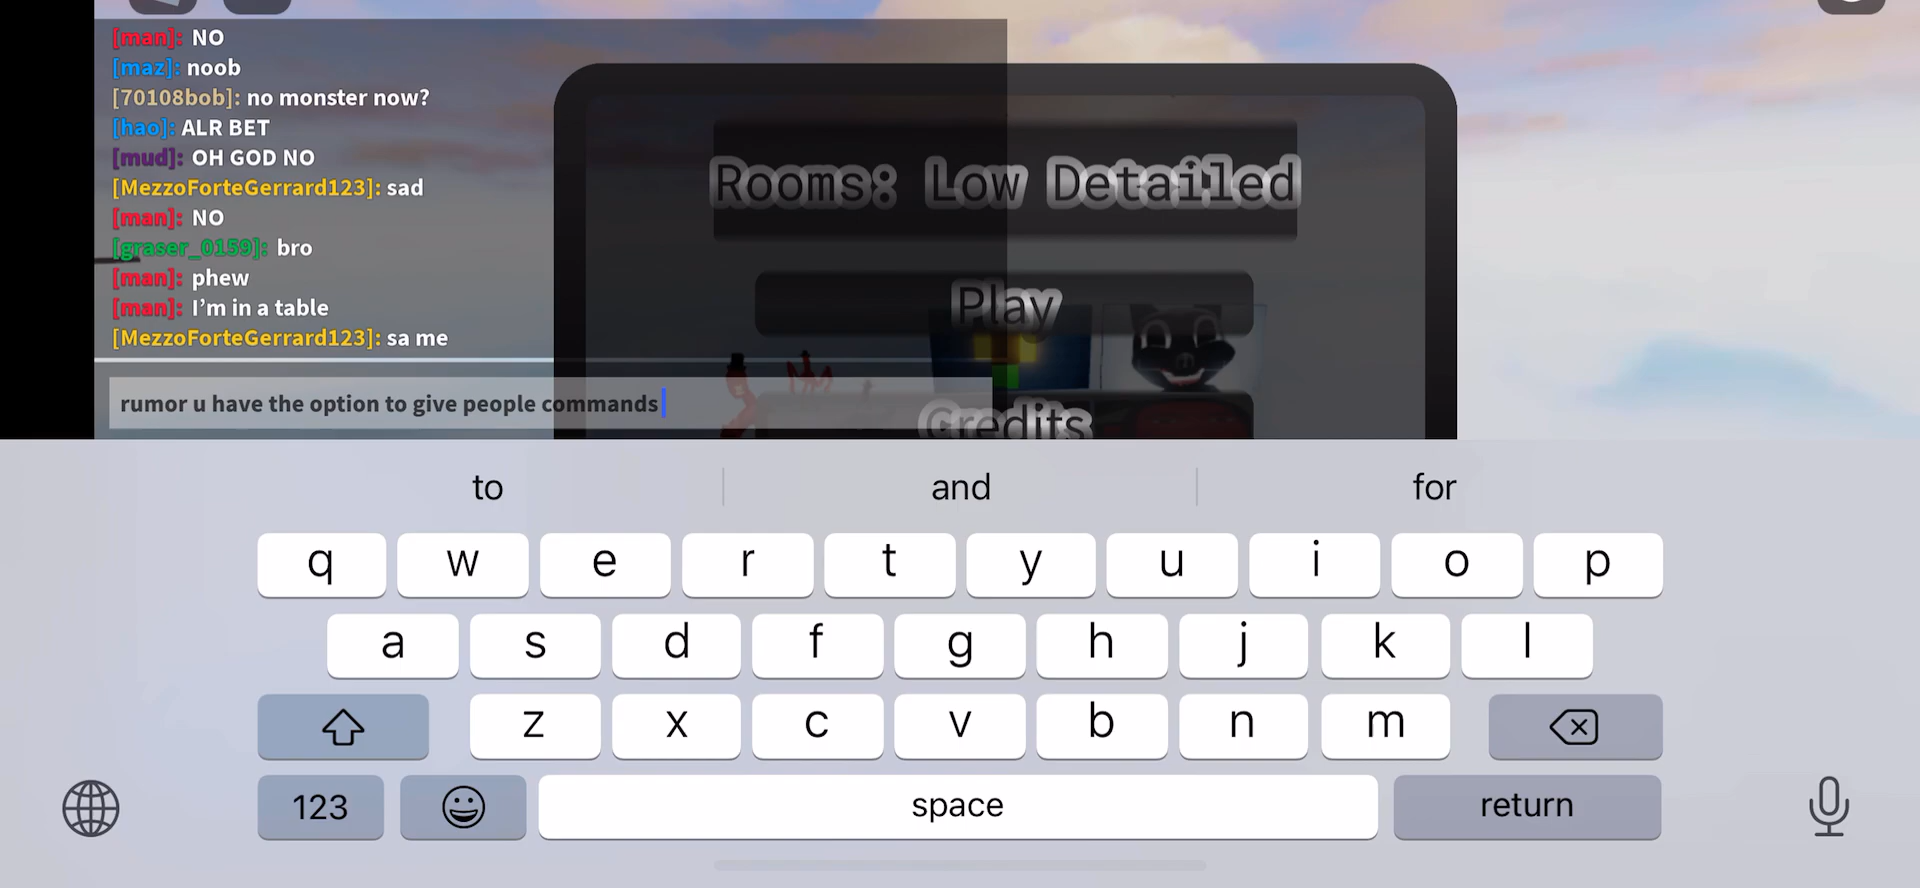 [man]: NO
[maz]: noob
[70108bob]: no monster now?
[hao]: ALR BET
[mud]: OH GOD NO
[MezzoForteGerrard123]: sad
[man]: NO
[graser_0159]: bro
[man]: phew
[man]: I’m in a table
[MezzoForteGerrard123]: sa me
rumor u have the option to give people commands
Rooms: Low Detailed
Play
Credits
to and for
q w e r t y u i o p
a s d f g h j k l
z x c v b n m
123 space return